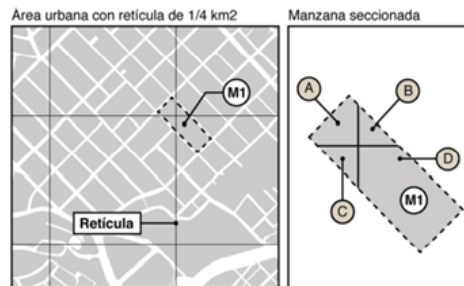 Área urbana con retícula de 1/4 km2
Manzana seccionada
M1
Retícula
A
B
C
D
M1